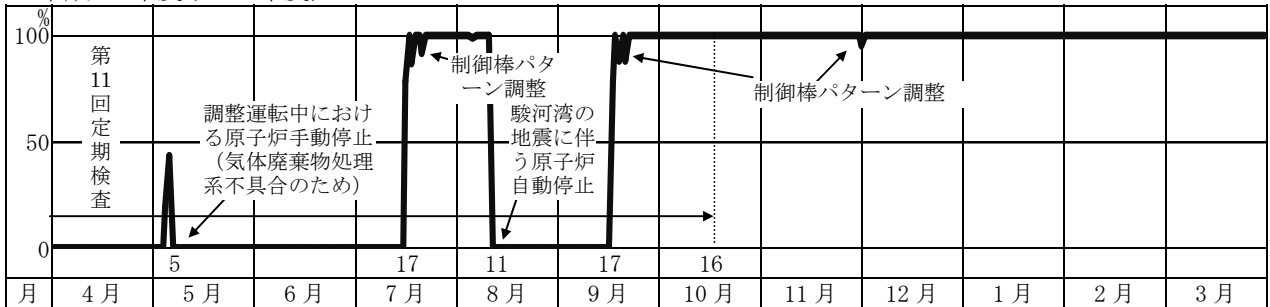 %
100
50
0
第
11
回
定
期
検
査
調整運転中におけ
る原子炉手動停止
（気体廃棄物処理
系不具合のため）
制御棒パタ
ーン調整
駿河湾の
地震に伴
う原子炉
自動停止
制御棒パターン調整
5 17 11 17 16
月 4月 5月 6月 7月 8月 9月 10月 11月 12月 1月 2月 3月